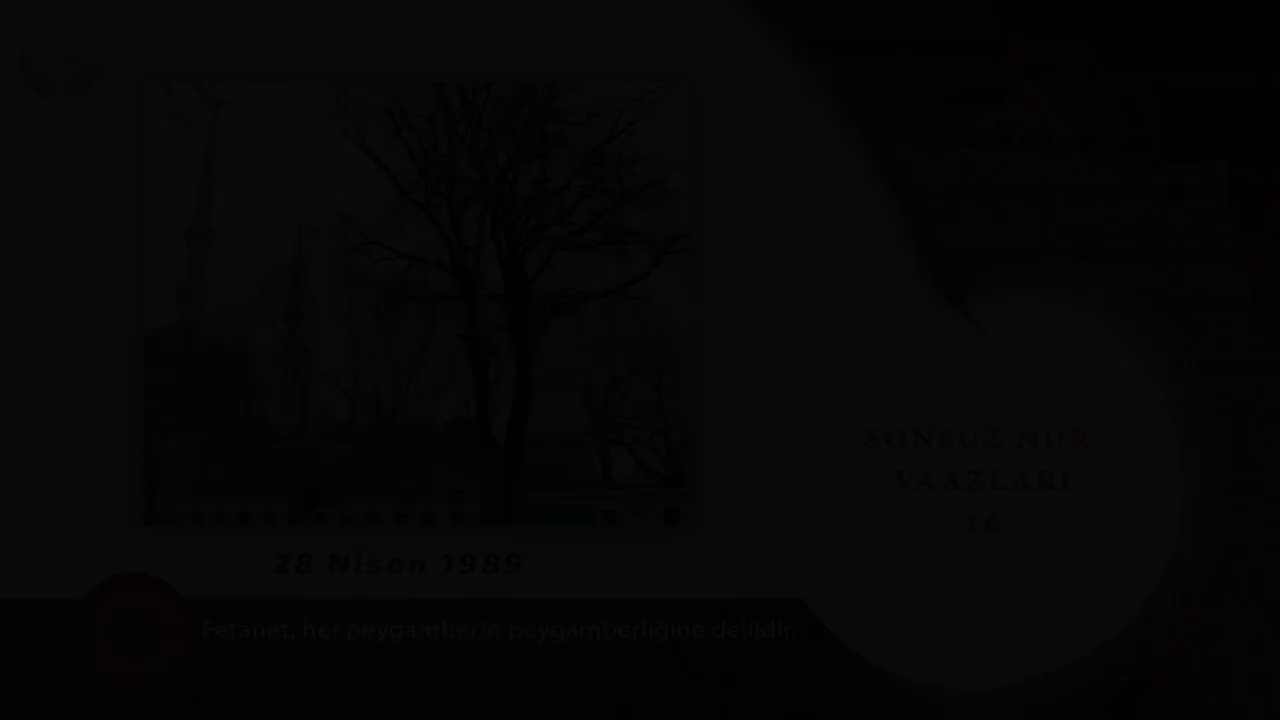 28 Nisan 1989
Fetanet, her peygamberin peygamberliğine delildir.
SONSUZ NUR
VAAZLARI
16